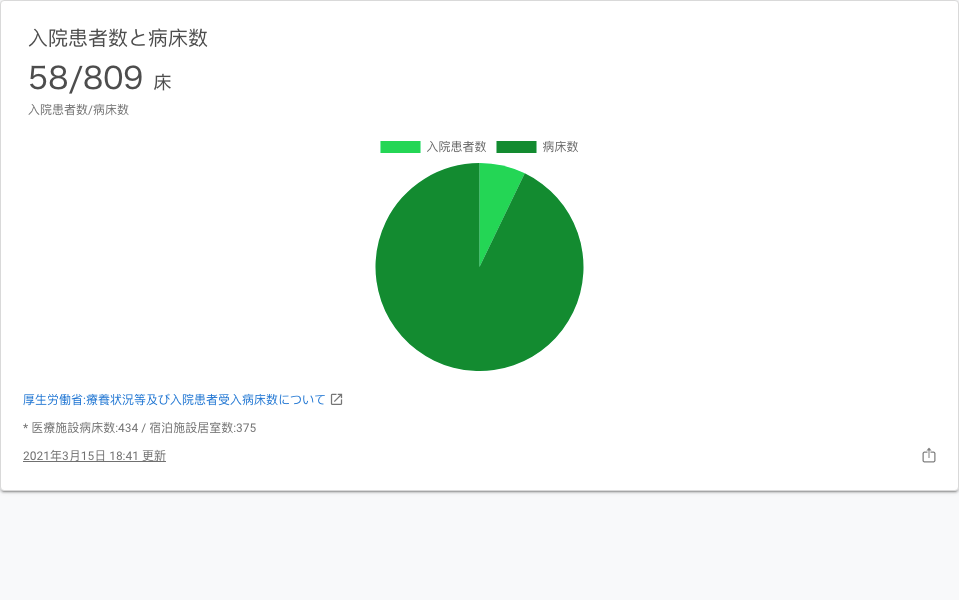 入院患者数と病床数
58/809 床
入院患者数/病床数
入院患者数 病床数
厚生労働省:療養状況等及び入院患者受入病床数について
* 医療施設病床数:434 / 宿泊施設居室数:375
2021年3月15日 18:41 更新